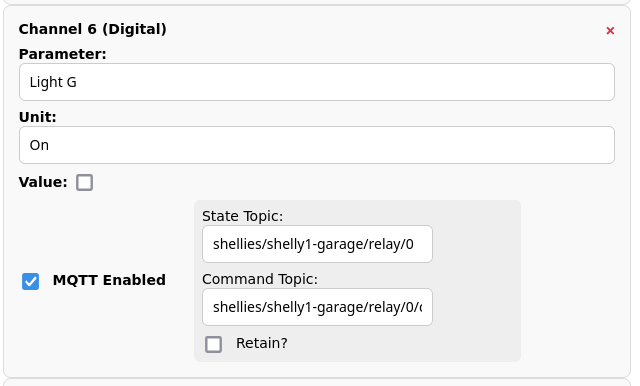 Channel 6 (Digital)
×
Parameter:
Light G
Unit:
On
Value:
State Topic:
shellies/shelly1-garage/relay/0
MQTT Enabled
Command Topic:
shellies/shelly1-garage/relay/0/c
Retain?